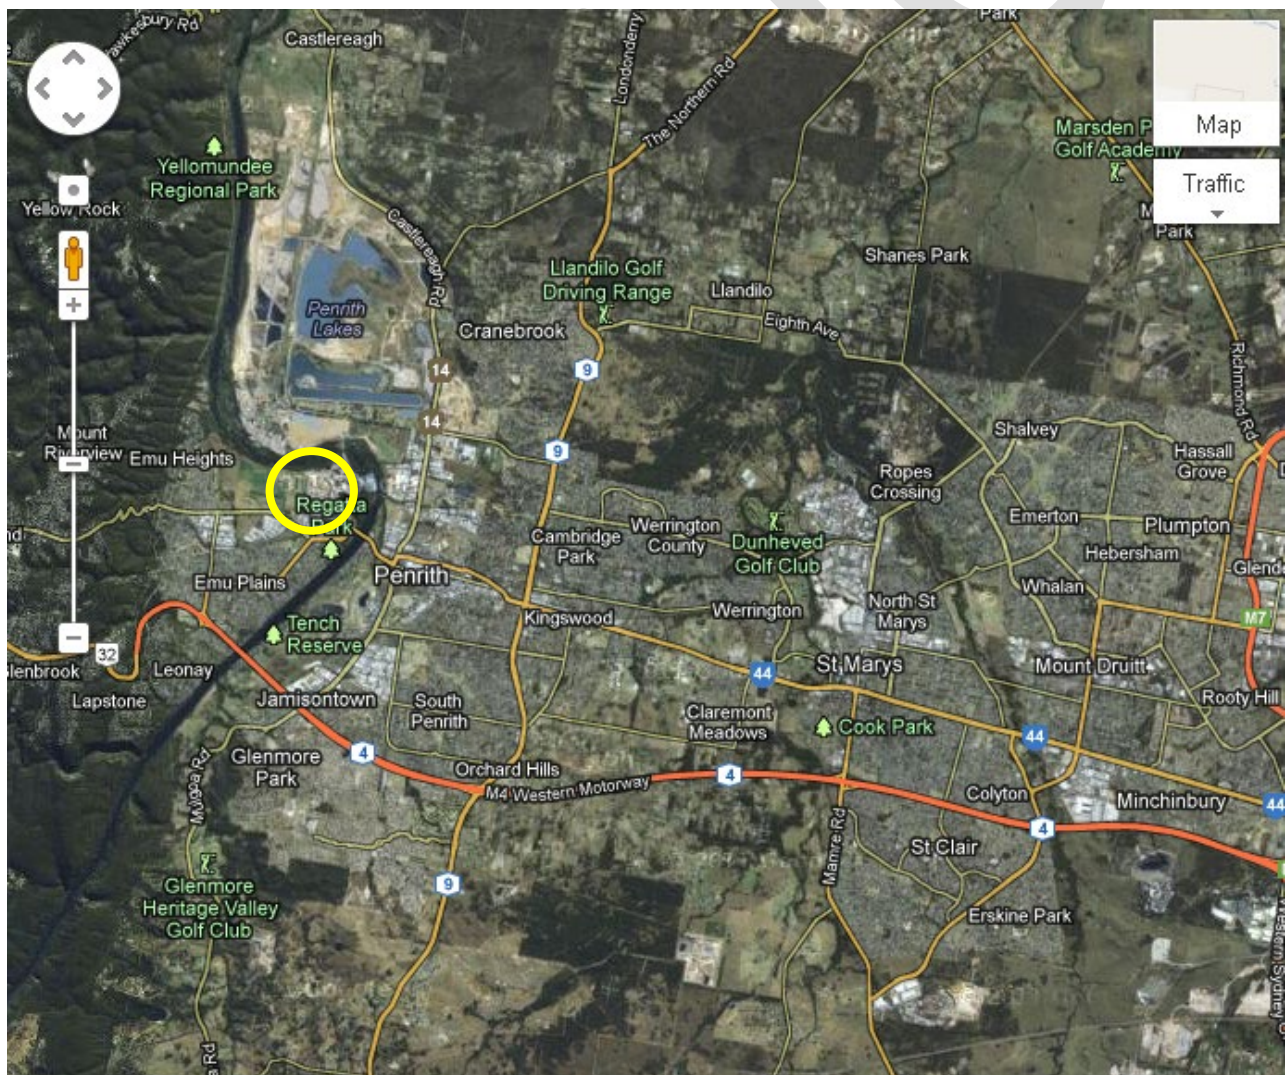 Hawkesbury Rd
Castlereagh
Londonderry
The Northern Rd
Park
Map
Traffic
Marsden P
Golf Academy
Yellomundee
Regional Park
Yellow Rock
Castlereagh Rd
Park
Shanes Park
Llandilo Golf
Driving Range
Llandilo
Eighth Ave
Penrith
Lakes
Cranebrook
9
14
14
Richmond Rd
Mount
Riverview
Emu Heights
9
Shalvey
Hassall
Grove
Ropes
Crossing
Regatta
Park
Cambridge
Park
Werrington
County
Dunheved
Golf Club
Emerton
Plumpton
Hebersham
Emu Plains
Penrith
Whalan
Kingswood
Werrington
North St
Marys
M7
Tench
Reserve
32
Glenbrook
Leonay
Lapstone
St Marys
44
Mount Druitt
Rooty Hill
Jamisontown
South
Penrith
Claremont
Meadows
Cook Park
44
Mulgoa Rd
Glenmore
Park
4
Orchard Hills
M4 Western Motorway
4
Colyton
Minchinbury
44
4
Mamre Rd
St Clair
9
Glenmore
Heritage Valley
Golf Club
Erskine Park
Rd